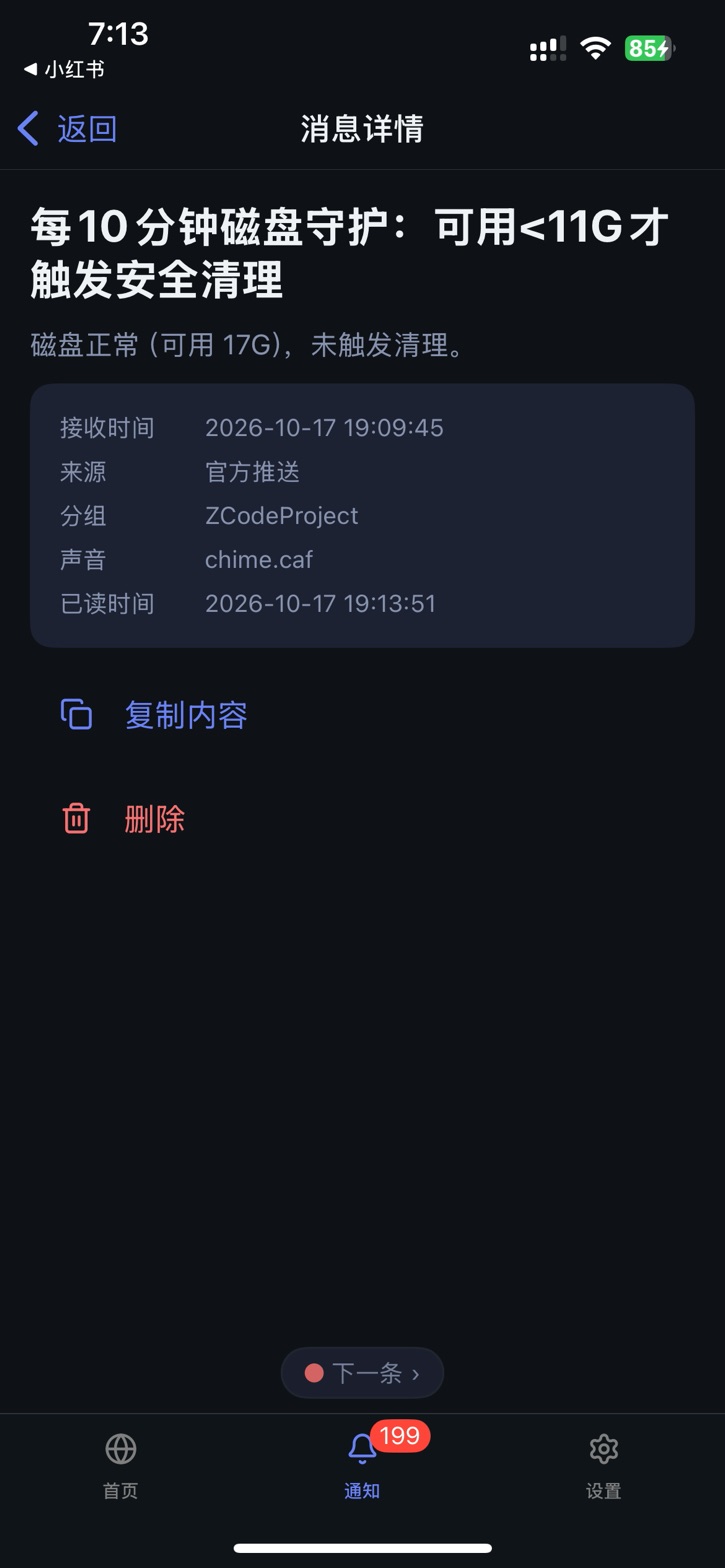 7:13
85
◀ 小红书
返回
消息详情
每10分钟磁盘守护：可用<11G才
触发安全清理
磁盘正常 (可用 17G)，未触发清理。
接收时间 2026-10-17 19:09:45
来源 官方推送
分组 ZCodeProject
声音 chime.caf
已读时间 2026-10-17 19:13:51
复制内容
删除
下一条 ›
199
首页 通知 设置